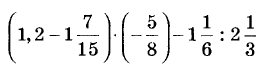 (1,2 − 1 7/15) · (−5/8) − 1 1/6 : 2 1/3